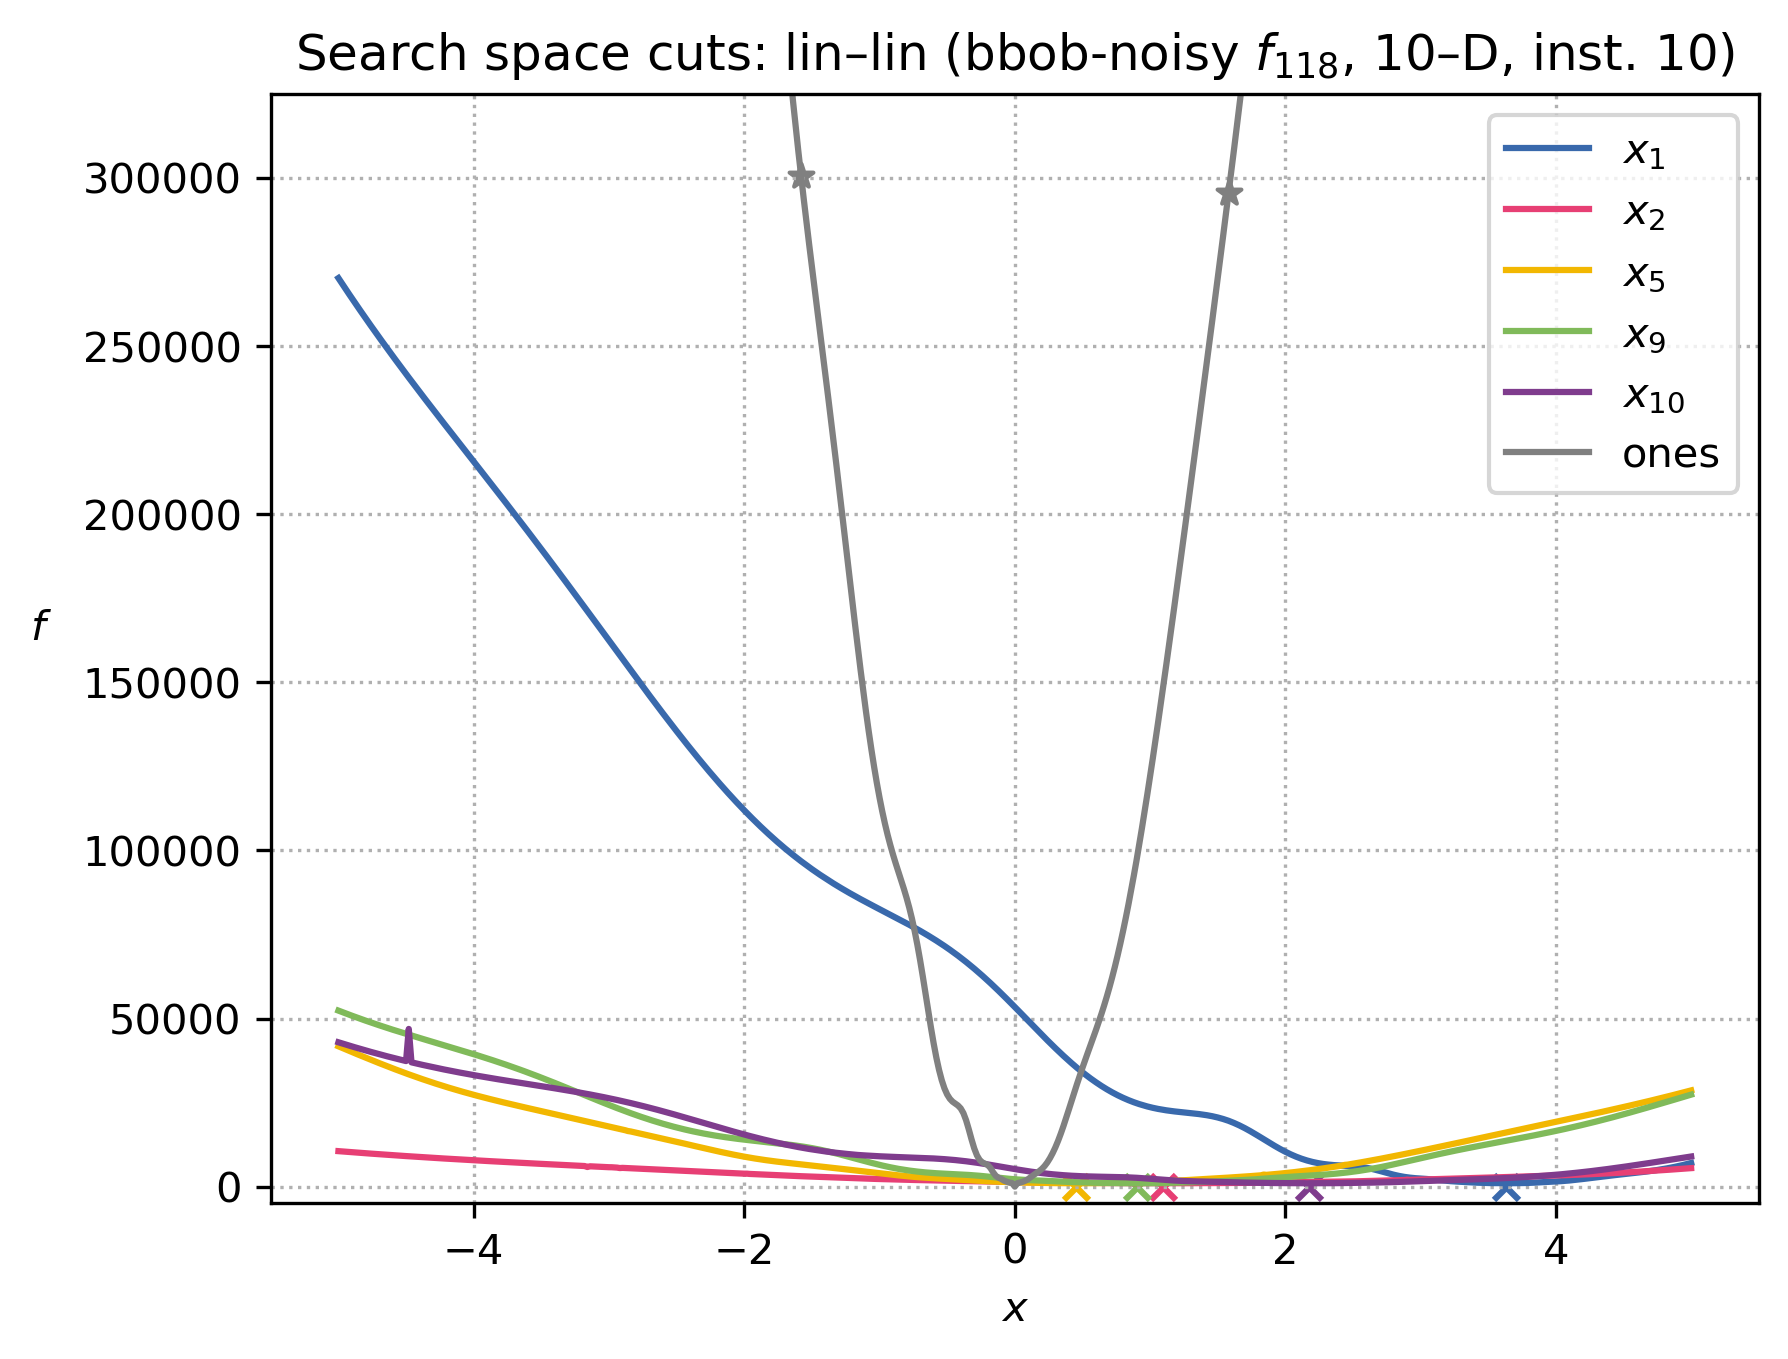 Search space cuts: lin–lin (bbob-noisy f₁₁₈, 10–D, inst. 10)
x₁
x₂
x₅
x₉
x₁₀
ones
300000
250000
200000
150000
100000
50000
0
f
−4 −2 0 2 4
x